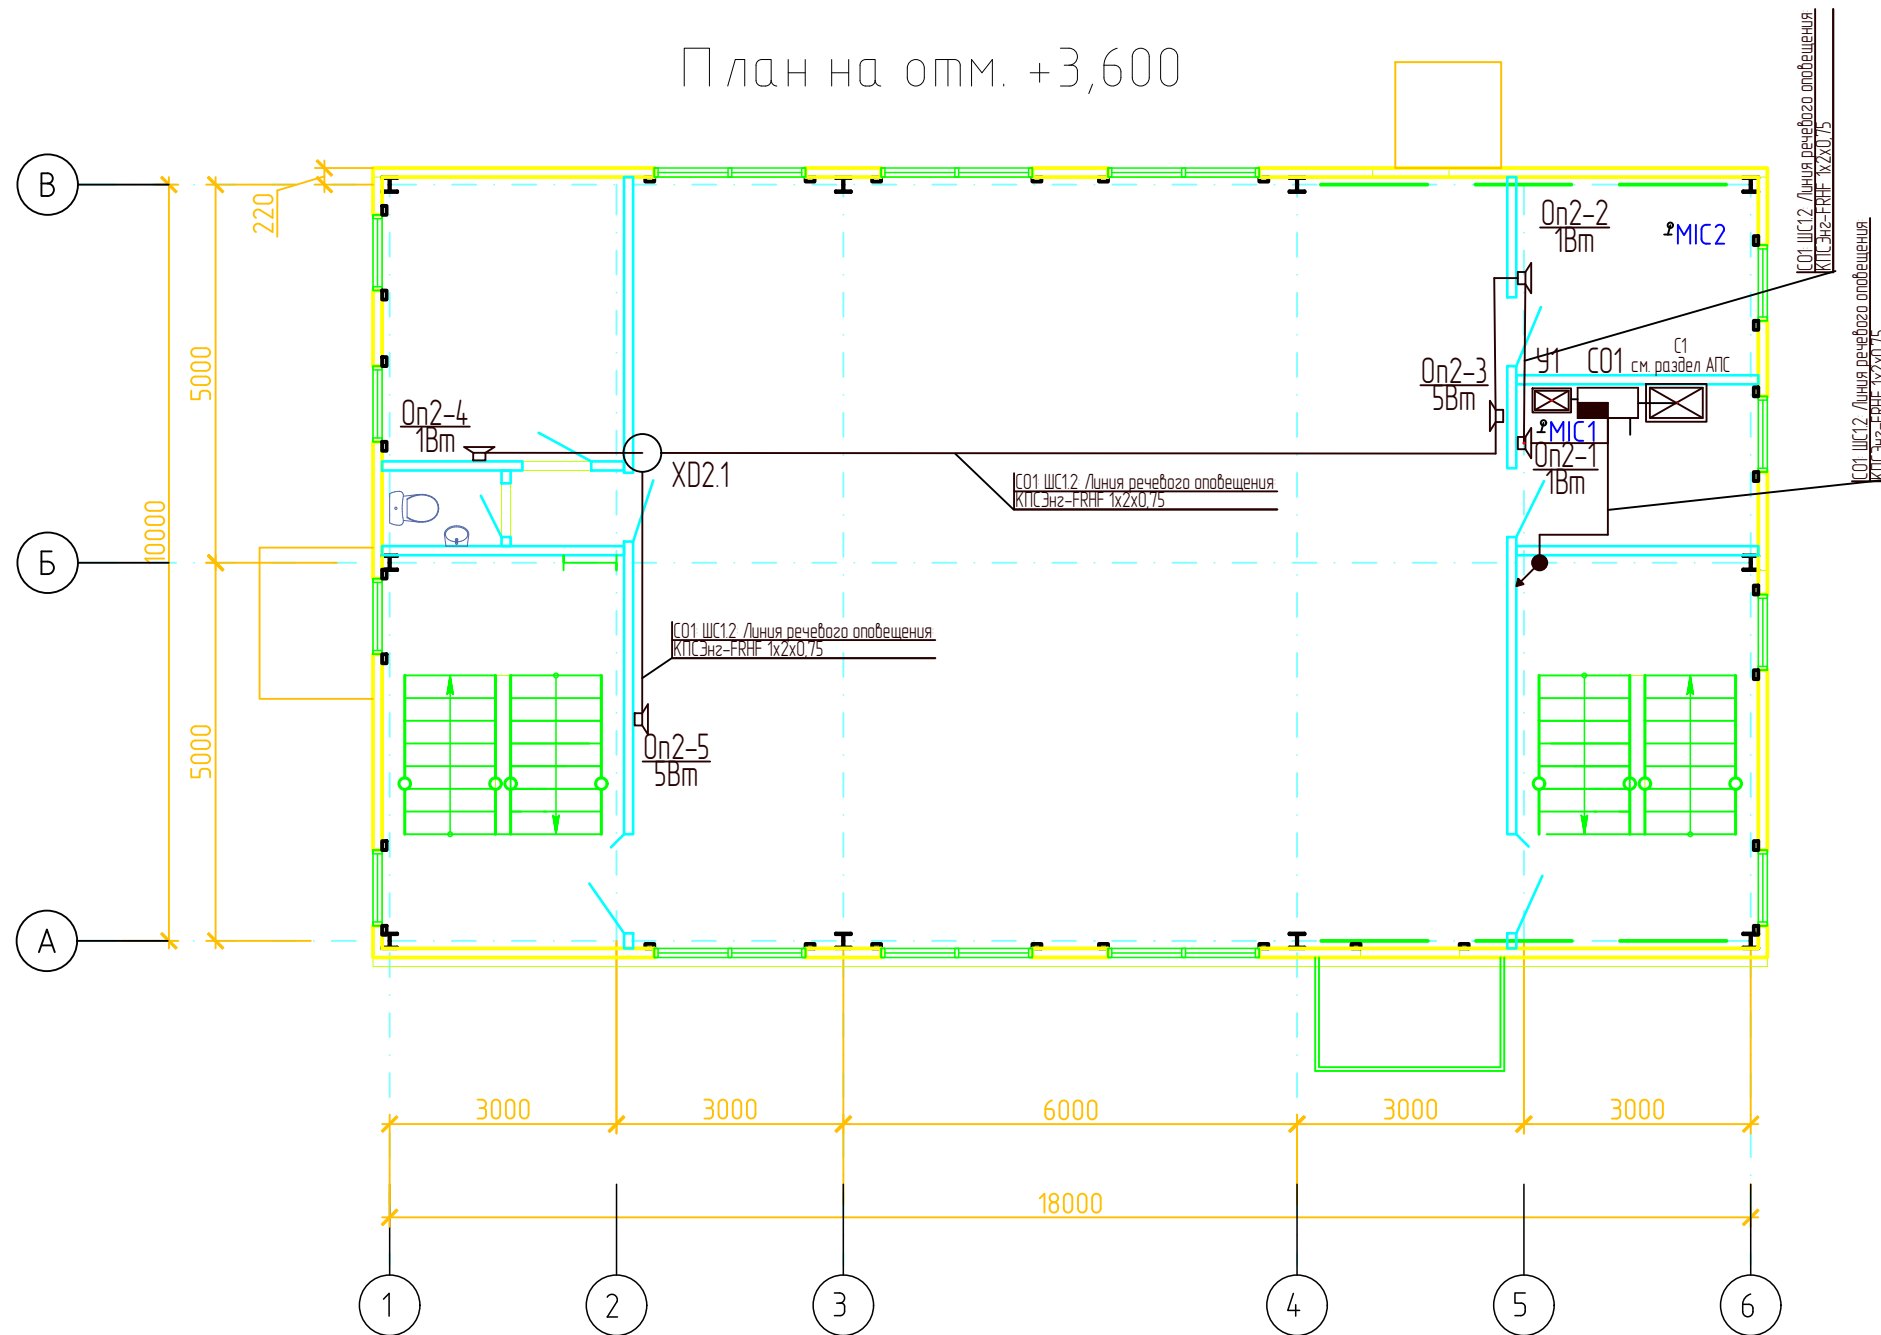 План на отм. +3,600
В
220
5000
10000
Б
5000
А
Оп2-2
1Вт
MIC2
СО1 ШС1.2 Линия речевого оповещения
КПСЭнг-FRHF 1х2х0,75
СО1 ШС1.2 Линия речевого оповещения
КПСЭнг-FRHF 1х2х0,75
Оп2-3
5Вт
У1
СО1
С1
см. раздел АПС
MIC1
Оп2-1
1Вт
Оп2-4
1Вт
XD2.1
СО1 ШС1.2 Линия речевого оповещения
КПСЭнг-FRHF 1х2х0,75
СО1 ШС1.2 Линия речевого оповещения
КПСЭнг-FRHF 1х2х0,75
Оп2-5
5Вт
3000
3000
6000
3000
3000
18000
1
2
3
4
5
6